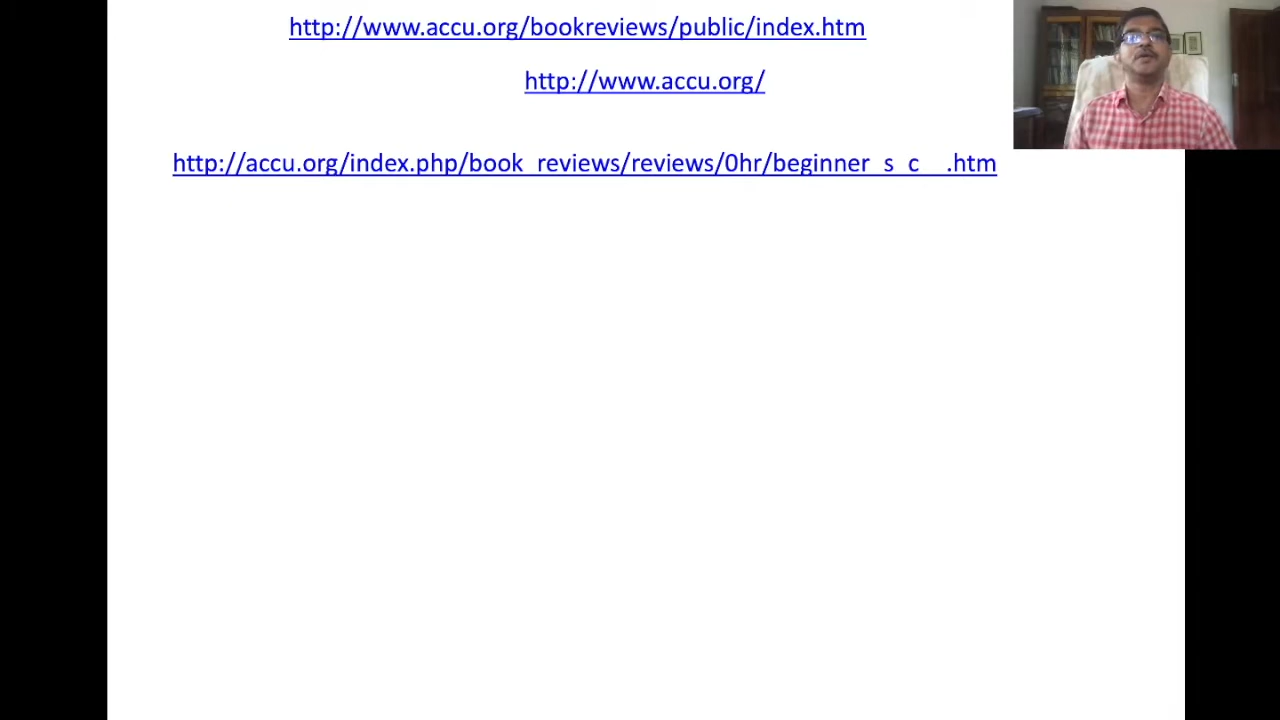 http://www.accu.org/bookreviews/public/index.htm
http://www.accu.org/
http://accu.org/index.php/book_reviews/reviews/0hr/beginner_s_c__.htm